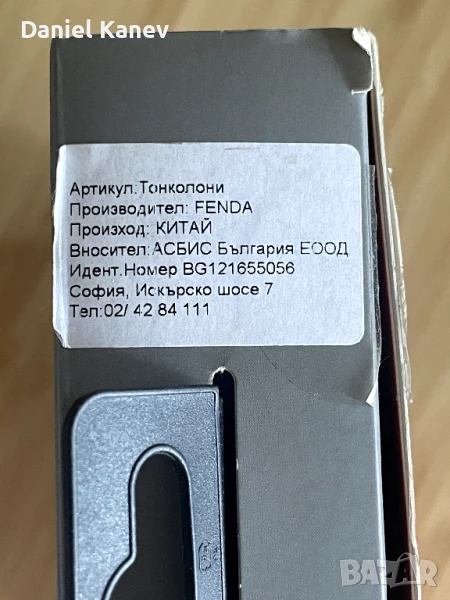 Daniel Kanev
Артикул:Тонколони
Производител: FENDA
Произход: КИТАЙ
Вносител:АСБИС България ЕООД
Идент.Номер BG121655056
София, Искърско шосе 7
Тел:02/ 42 84 111
BAZAR